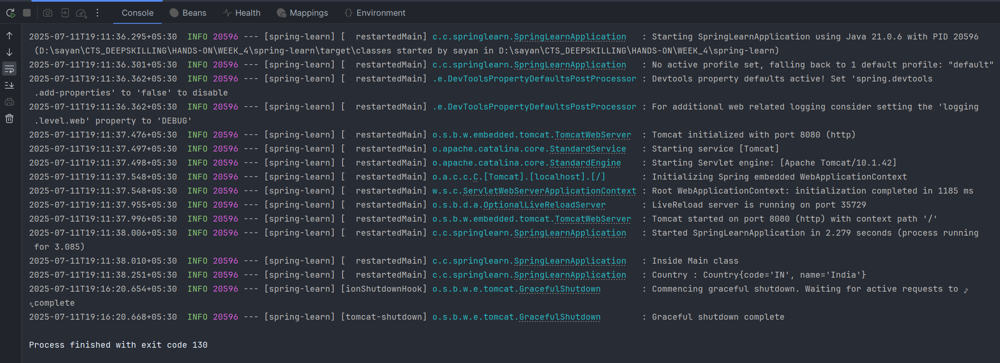 Console Beans Health Mappings Environment
2025-07-11T19:11:36.295+05:30  INFO 20596 --- [spring-learn] [  restartedMain] c.c.springlearn.SpringLearnApplication   : Starting SpringLearnApplication using Java 21.0.6 with PID 20596
 (D:\sayan\CTS_DEEPSKILLING\HANDS-ON\WEEK_4\spring-learn\target\classes started by sayan in D:\sayan\CTS_DEEPSKILLING\HANDS-ON\WEEK_4\spring-learn)
2025-07-11T19:11:36.301+05:30  INFO 20596 --- [spring-learn] [  restartedMain] c.c.springlearn.SpringLearnApplication   : No active profile set, falling back to 1 default profile: "default"
2025-07-11T19:11:36.362+05:30  INFO 20596 --- [spring-learn] [  restartedMain] .e.DevToolsPropertyDefaultsPostProcessor : Devtools property defaults active! Set 'spring.devtools
 .add-properties' to 'false' to disable
2025-07-11T19:11:36.362+05:30  INFO 20596 --- [spring-learn] [  restartedMain] .e.DevToolsPropertyDefaultsPostProcessor : For additional web related logging consider setting the 'logging
 .level.web' property to 'DEBUG'
2025-07-11T19:11:37.476+05:30  INFO 20596 --- [spring-learn] [  restartedMain] o.s.b.w.embedded.tomcat.TomcatWebServer  : Tomcat initialized with port 8080 (http)
2025-07-11T19:11:37.497+05:30  INFO 20596 --- [spring-learn] [  restartedMain] o.apache.catalina.core.StandardService   : Starting service [Tomcat]
2025-07-11T19:11:37.498+05:30  INFO 20596 --- [spring-learn] [  restartedMain] o.apache.catalina.core.StandardEngine    : Starting Servlet engine: [Apache Tomcat/10.1.42]
2025-07-11T19:11:37.548+05:30  INFO 20596 --- [spring-learn] [  restartedMain] o.a.c.c.C.[Tomcat].[localhost].[/]       : Initializing Spring embedded WebApplicationContext
2025-07-11T19:11:37.548+05:30  INFO 20596 --- [spring-learn] [  restartedMain] w.s.c.ServletWebServerApplicationContext : Root WebApplicationContext: initialization completed in 1185 ms
2025-07-11T19:11:37.955+05:30  INFO 20596 --- [spring-learn] [  restartedMain] o.s.b.d.a.OptionalLiveReloadServer       : LiveReload server is running on port 35729
2025-07-11T19:11:37.996+05:30  INFO 20596 --- [spring-learn] [  restartedMain] o.s.b.w.embedded.tomcat.TomcatWebServer  : Tomcat started on port 8080 (http) with context path '/'
2025-07-11T19:11:38.006+05:30  INFO 20596 --- [spring-learn] [  restartedMain] c.c.springlearn.SpringLearnApplication   : Started SpringLearnApplication in 2.279 seconds (process running
 for 3.085)
2025-07-11T19:11:38.010+05:30  INFO 20596 --- [spring-learn] [  restartedMain] c.c.springlearn.SpringLearnApplication   : Inside Main class
2025-07-11T19:11:38.251+05:30  INFO 20596 --- [spring-learn] [  restartedMain] c.c.springlearn.SpringLearnApplication   : Country : Country{code='IN', name='India'}
2025-07-11T19:16:20.654+05:30  INFO 20596 --- [spring-learn] [ionShutdownHook] o.s.b.w.e.tomcat.GracefulShutdown        : Commencing graceful shutdown. Waiting for active requests to
complete
2025-07-11T19:16:20.668+05:30  INFO 20596 --- [spring-learn] [tomcat-shutdown] o.s.b.w.e.tomcat.GracefulShutdown        : Graceful shutdown complete
Process finished with exit code 130